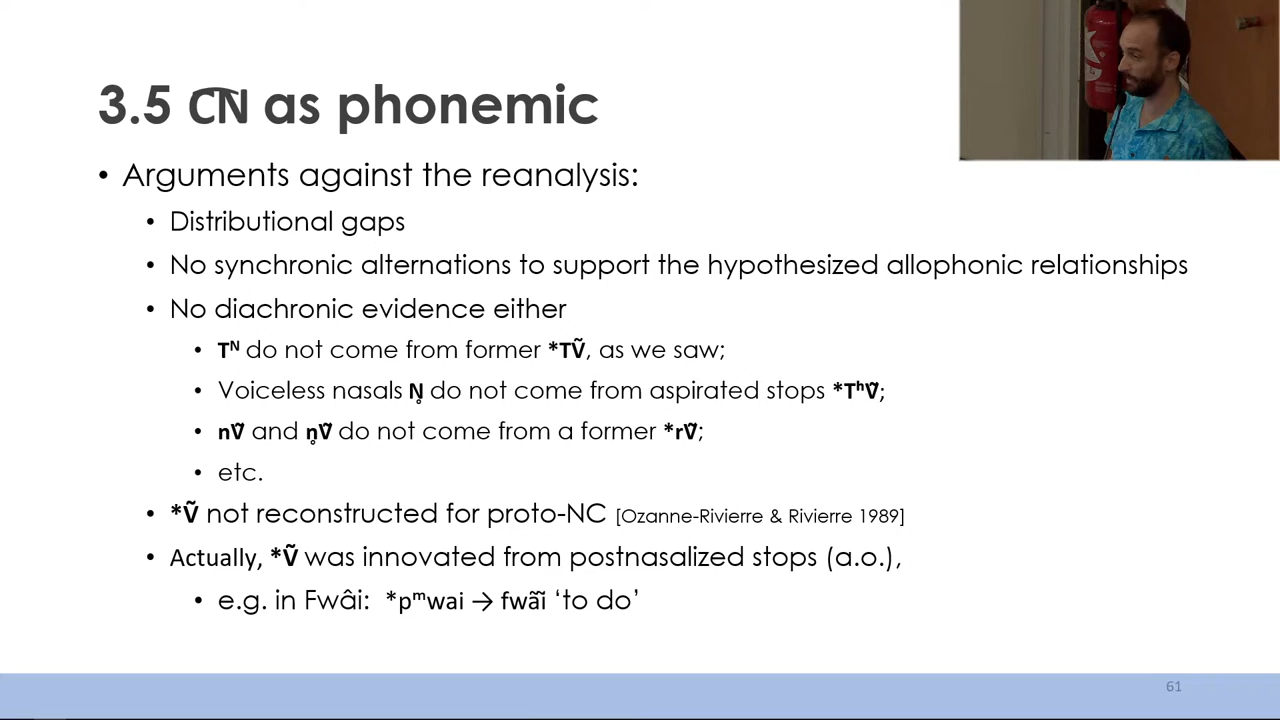 3.5 C͡N as phonemic
• Arguments against the reanalysis:
• Distributional gaps
• No synchronic alternations to support the hypothesized allophonic relationships
• No diachronic evidence either
• Tᴺ do not come from former *TṼ, as we saw;
• Voiceless nasals N̥ do not come from aspirated stops *TʰṼ;
• nṼ and n̥Ṽ do not come from a former *rṼ;
• etc.
• *Ṽ not reconstructed for proto-NC [Ozanne-Rivierre & Rivierre 1989]
• Actually, *Ṽ was innovated from postnasalized stops (a.o.),
• e.g. in Fwâi: *pᵐwai → fwãĩ ‘to do’
61